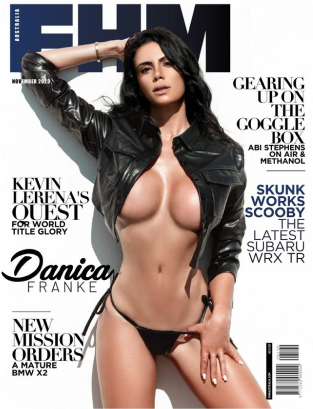 AUSTRALIA
FHM
NOVEMBER 2023
GEARING
UP ON
THE
GOGGLE
BOX
ABI STEPHENS
ON AIR &
METHANOL
KEVIN
LERENA'S
QUEST
FOR WORLD
TITLE GLORY
SKUNK
WORKS
SCOOBY
THE
LATEST
SUBARU
WRX TR
Danica
FRANKE
NEW
MISSION
ORDERS
A MATURE
BMW X2